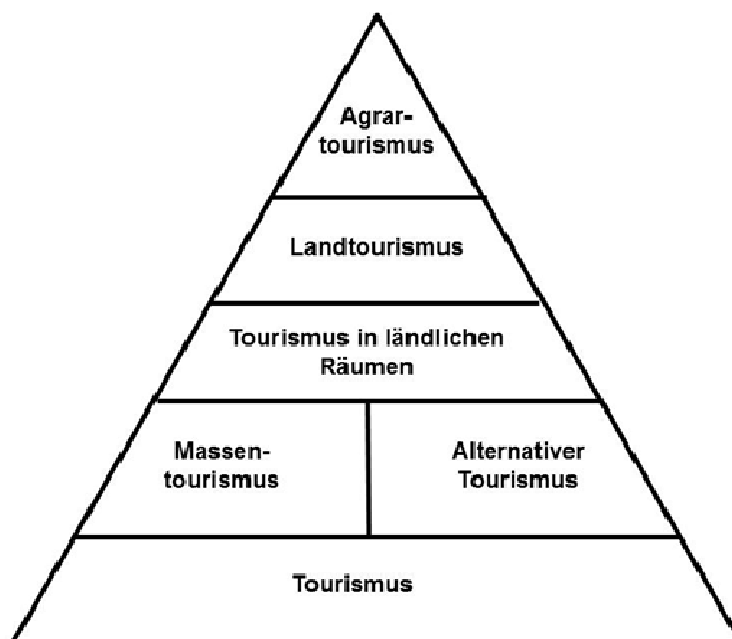 Agrar-
tourismus
Landtourismus
Tourismus in ländlichen
Räumen
Massen-
tourismus
Alternativer
Tourismus
Tourismus